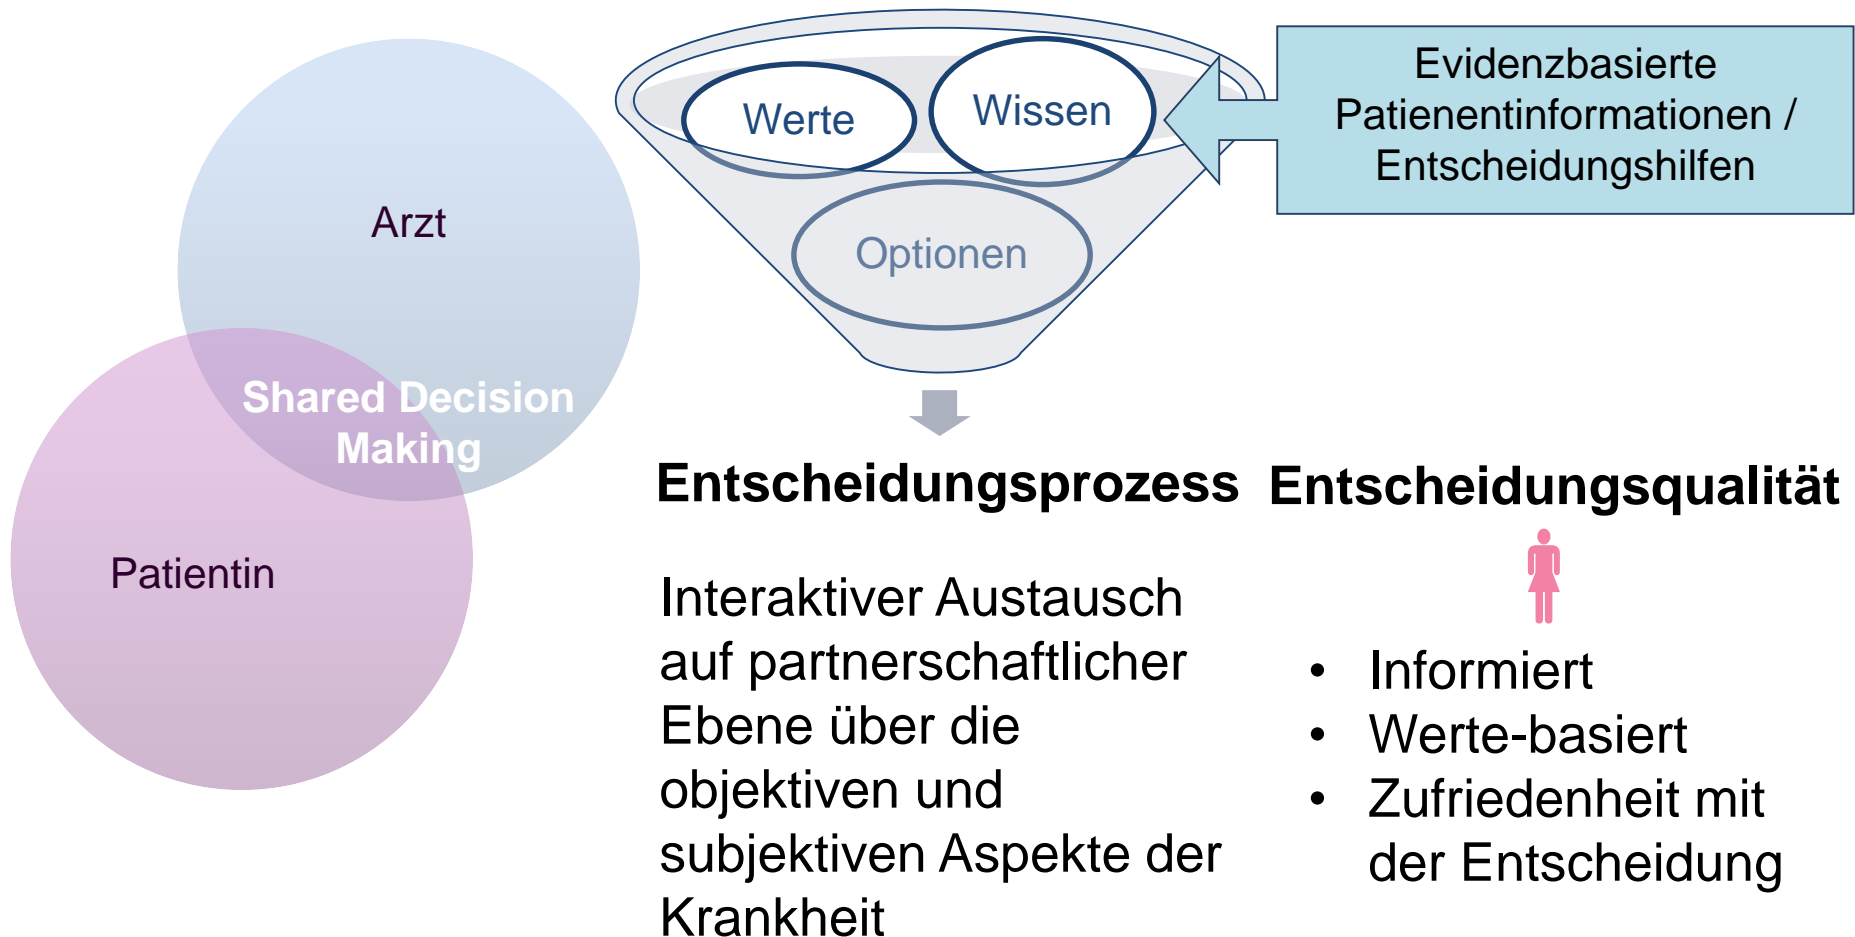 Arzt
Shared Decision
Making
Patientin
Werte
Wissen
Optionen
Evidenzbasierte
Patienentinformationen /
Entscheidungshilfen
Entscheidungsprozess
Interaktiver Austausch
auf partnerschaftlicher
Ebene über die
objektiven und
subjektiven Aspekte der
Krankheit
Entscheidungsqualität
• Informiert
• Werte-basiert
• Zufriedenheit mit
der Entscheidung